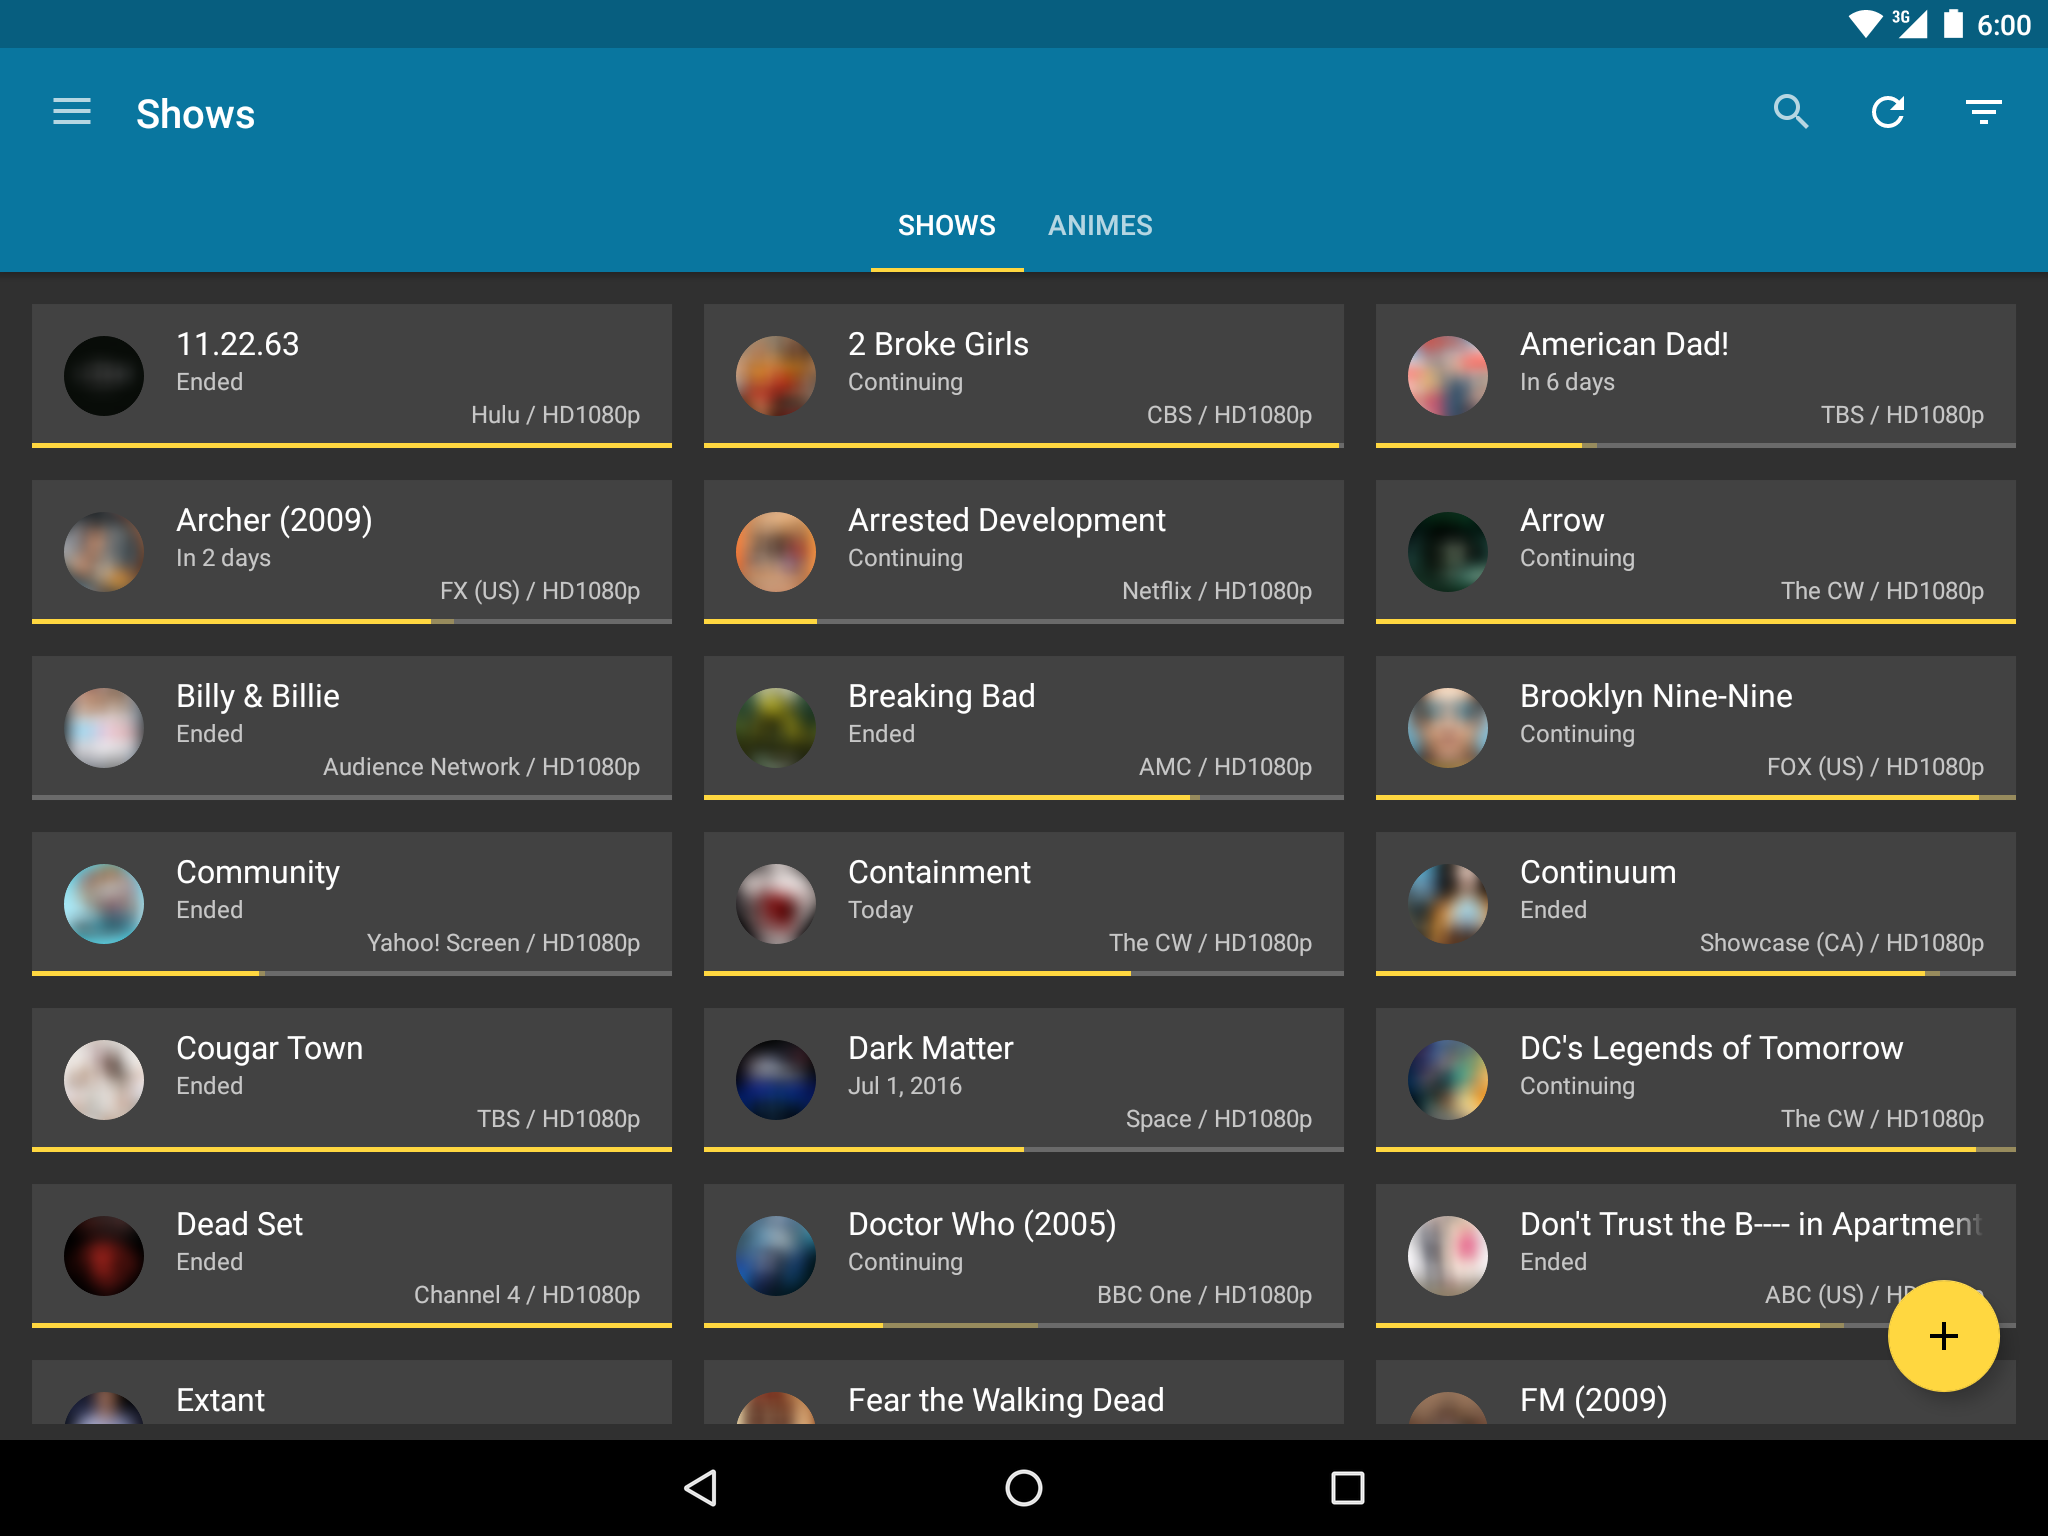 3G 6:00
Shows
SHOWS ANIMES
11.22.63
Ended
Hulu / HD1080p
2 Broke Girls
Continuing
CBS / HD1080p
American Dad!
In 6 days
TBS / HD1080p
Archer (2009)
In 2 days
FX (US) / HD1080p
Arrested Development
Continuing
Netflix / HD1080p
Arrow
Continuing
The CW / HD1080p
Billy & Billie
Ended
Audience Network / HD1080p
Breaking Bad
Ended
AMC / HD1080p
Brooklyn Nine-Nine
Continuing
FOX (US) / HD1080p
Community
Ended
Yahoo! Screen / HD1080p
Containment
Today
The CW / HD1080p
Continuum
Ended
Showcase (CA) / HD1080p
Cougar Town
Ended
TBS / HD1080p
Dark Matter
Jul 1, 2016
Space / HD1080p
DC's Legends of Tomorrow
Continuing
The CW / HD1080p
Dead Set
Ended
Channel 4 / HD1080p
Doctor Who (2005)
Continuing
BBC One / HD1080p
Don't Trust the B---- in Apartment
Ended
ABC (US) /
Extant
Fear the Walking Dead
FM (2009)